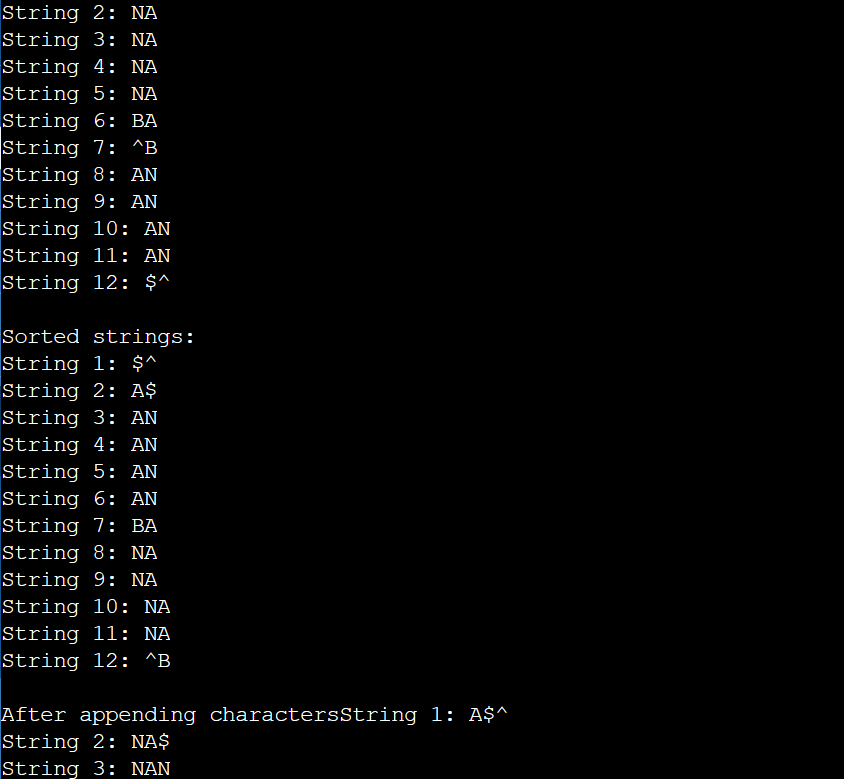 String 2: NA
String 3: NA
String 4: NA
String 5: NA
String 6: BA
String 7: ^B
String 8: AN
String 9: AN
String 10: AN
String 11: AN
String 12: $^
Sorted strings:
String 1: $^
String 2: A$
String 3: AN
String 4: AN
String 5: AN
String 6: AN
String 7: BA
String 8: NA
String 9: NA
String 10: NA
String 11: NA
String 12: ^B
After appending charactersString 1: A$^
String 2: NA$
String 3: NAN